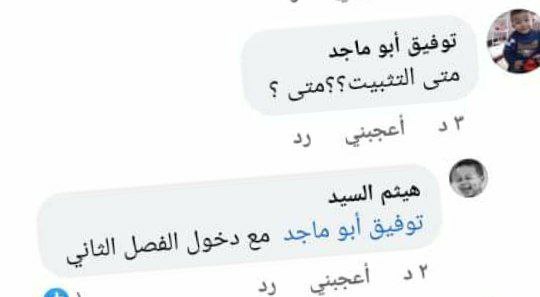 توفيق أبو ماجد
متى التثبيت؟؟متى ؟
٣ د أعجبني رد
هيثم السيد
توفيق أبو ماجد مع دخول الفصل الثاني
٢ د أعجبني رد